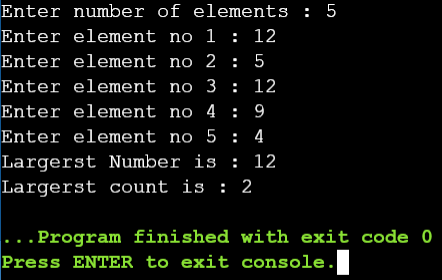 Enter number of elements : 5
Enter element no 1 : 12
Enter element no 2 : 5
Enter element no 3 : 12
Enter element no 4 : 9
Enter element no 5 : 4
Largerst Number is : 12
Largerst count is : 2
...Program finished with exit code 0
Press ENTER to exit console.